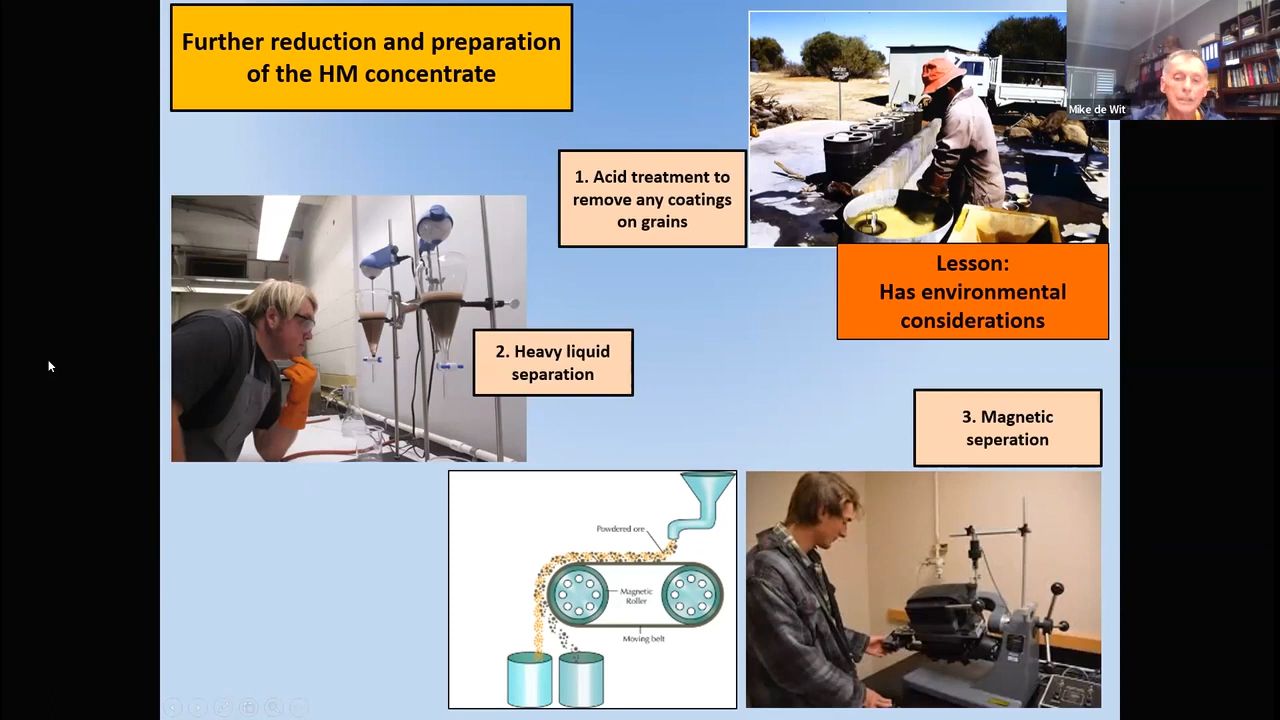 Further reduction and preparation
of the HM concentrate
Mike de Wit
1. Acid treatment to
remove any coatings
on grains
Lesson:
Has environmental
considerations
2. Heavy liquid
separation
3. Magnetic
seperation
Powdered ore
Magnetic
Roller
Moving belt